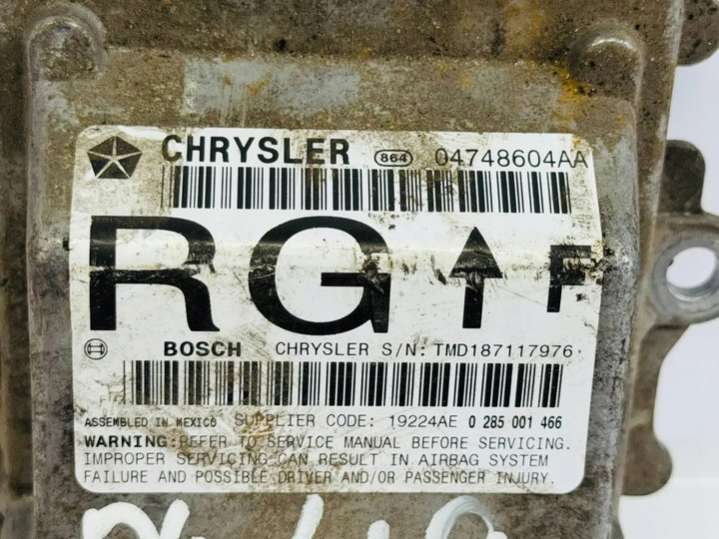 CHRYSLER 864 04748604AA
RG F
BOSCH CHRYSLER S/N: TMD187117976
ASSEMBLED IN MEXICO SUPPLIER CODE: 19224AE 0 285 001 466
WARNING: REFER TO SERVICE MANUAL BEFORE SERVICING.
IMPROPER SERVICING CAN RESULT IN AIRBAG SYSTEM
FAILURE AND POSSIBLE DRIVER AND/OR PASSENGER INJURY.